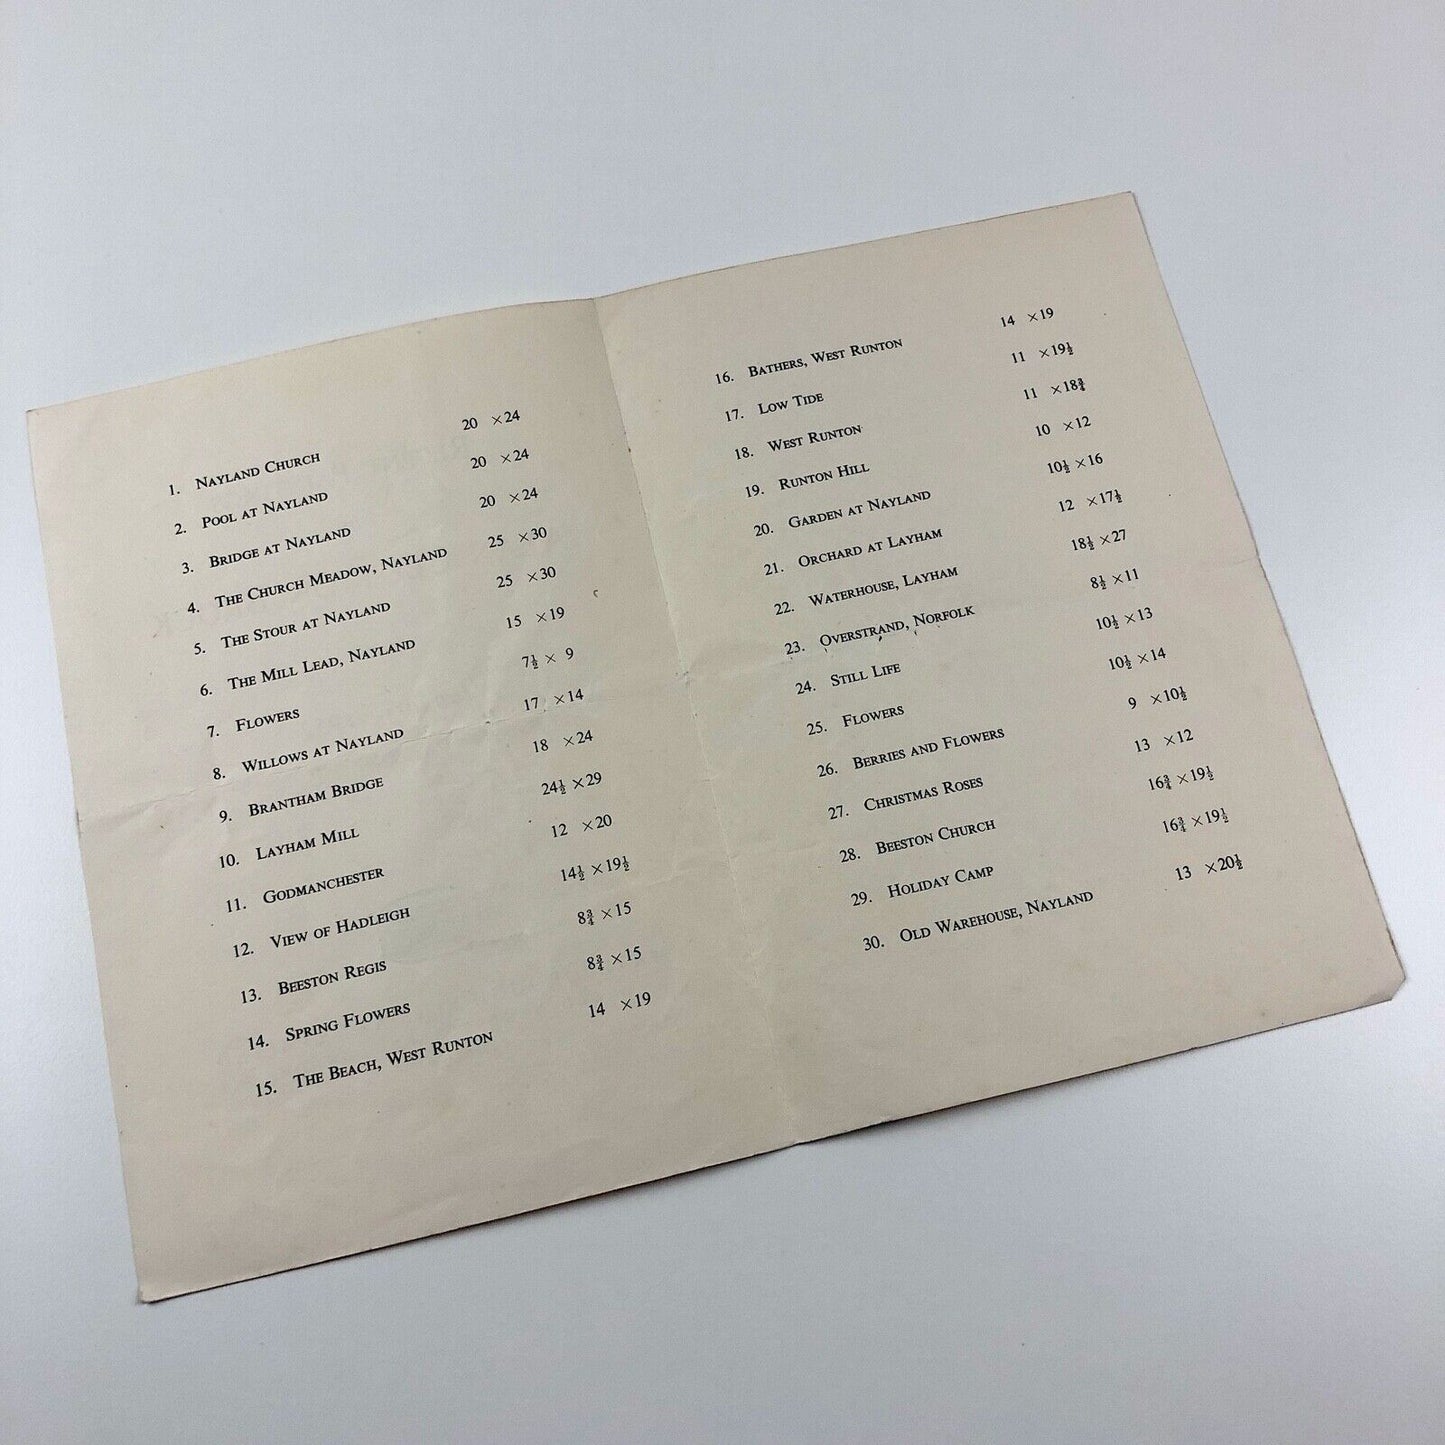 1. Nayland Church 20 ×24
2. Pool at Nayland 20 ×24
3. Bridge at Nayland 20 ×24
4. The Church Meadow, Nayland 25 ×30
5. The Stour at Nayland 25 ×30
6. The Mill Lead, Nayland 15 ×19
7. Flowers 7½ × 9
8. Willows at Nayland 17 ×14
9. Brantham Bridge 18 ×24
10. Layham Mill 24½ ×29
11. Godmanchester 12 ×20
12. View of Hadleigh 14½ ×19½
13. Beeston Regis 8¾ ×15
14. Spring Flowers 8¾ ×15
15. The Beach, West Runton 14 ×19
16. Bathers, West Runton 14 ×19
17. Low Tide 11 ×19½
18. West Runton 11 ×18¾
19. Runton Hill 10 ×12
20. Garden at Nayland 10½ ×16
21. Orchard at Layham 12 ×17½
22. Waterhouse, Layham 18½ ×27
23. Overstrand, Norfolk 8½ ×11
24. Still Life 10½ ×13
25. Flowers 10½ ×14
26. Berries and Flowers 9 ×10½
27. Christmas Roses 13 ×12
28. Beeston Church 16¾ ×19½
29. Holiday Camp 16¾ ×19½
30. Old Warehouse, Nayland 13 ×20½